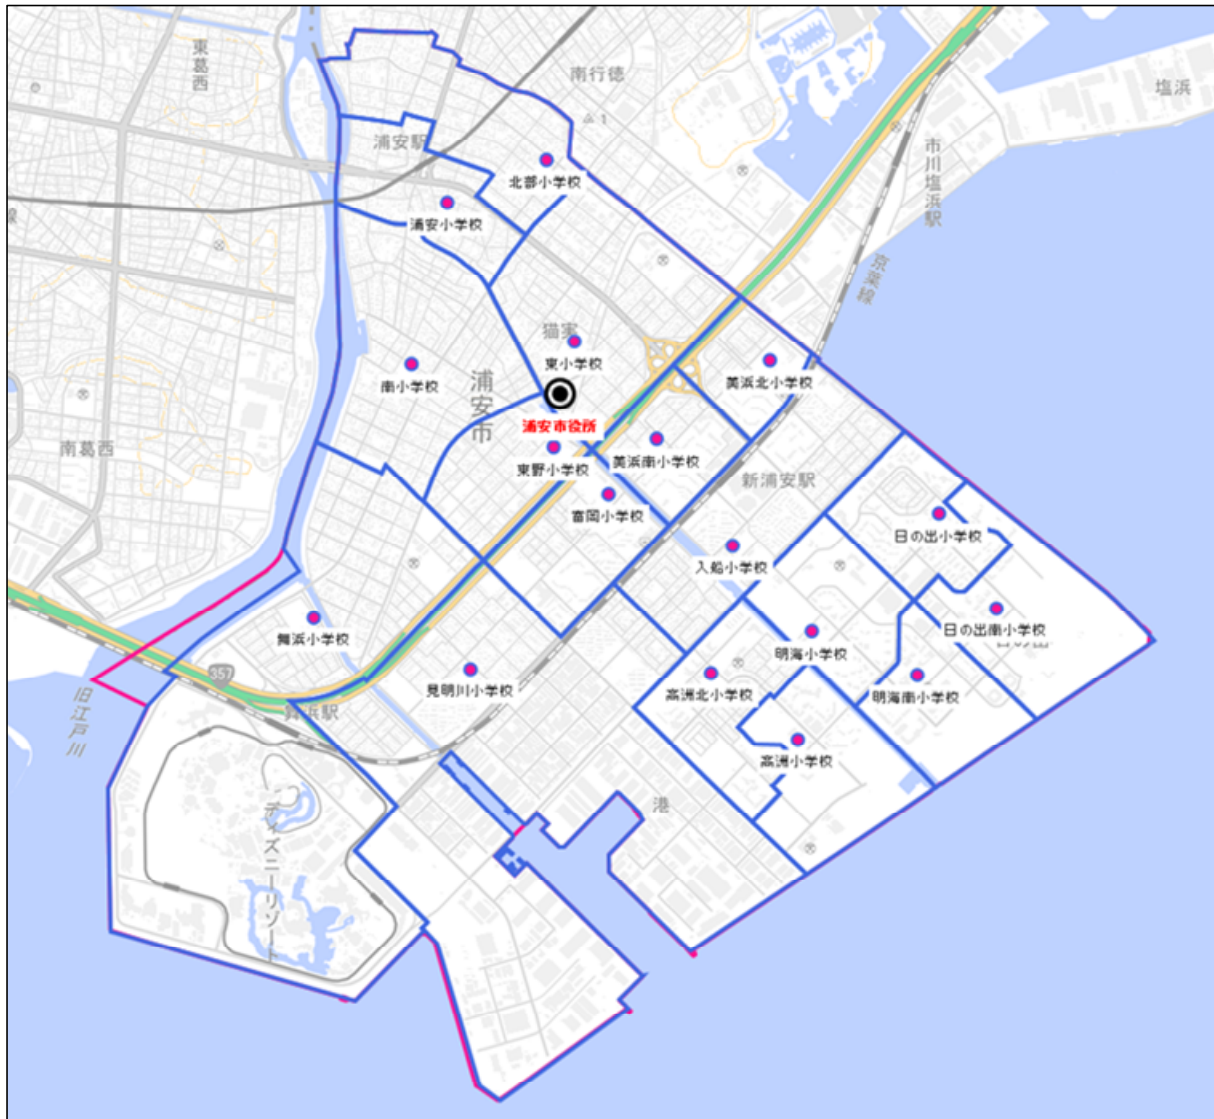 東葛西
南行徳
塩浜
1
浦安駅
市川塩浜駅
北部小学校
浦安小学校
京葉線
猫実
東小学校
南小学校
美浜北小学校
浦安市
浦安市役所
南葛西
東野小学校
美浜南小学校
新浦安駅
富岡小学校
日の出小学校
入船小学校
舞浜小学校
日の出南小学校
明海小学校
357
見明川小学校
高洲北小学校
明海南小学校
旧江戸川
舞浜駅
高洲小学校
港
ディズニーリゾート